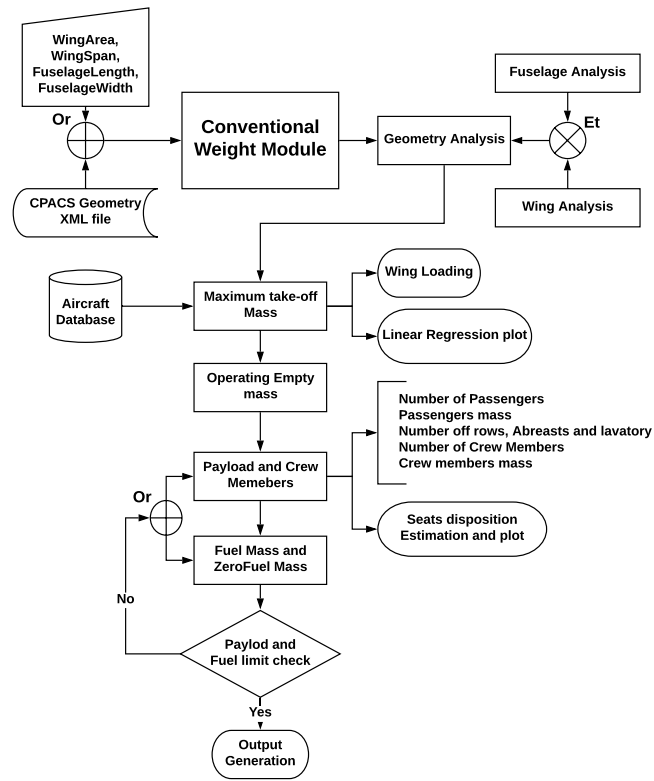 WingArea,
WingSpan,
FuselageLength,
FuselageWidth
Or
CPACS Geometry
XML file
Conventional
Weight Module
Geometry Analysis
Fuselage Analysis
Et
Wing Analysis
Aircraft
Database
Maximum take-off
Mass
Wing Loading
Linear Regression plot
Operating Empty
mass
Number of Passengers
Passengers mass
Number off rows, Abreasts and lavatory
Number of Crew Members
Crew members mass
Payload and Crew
Memebers
Or
Seats disposition
Estimation and plot
Fuel Mass and
ZeroFuel Mass
No
Paylod and
Fuel limit check
Yes
Output
Generation